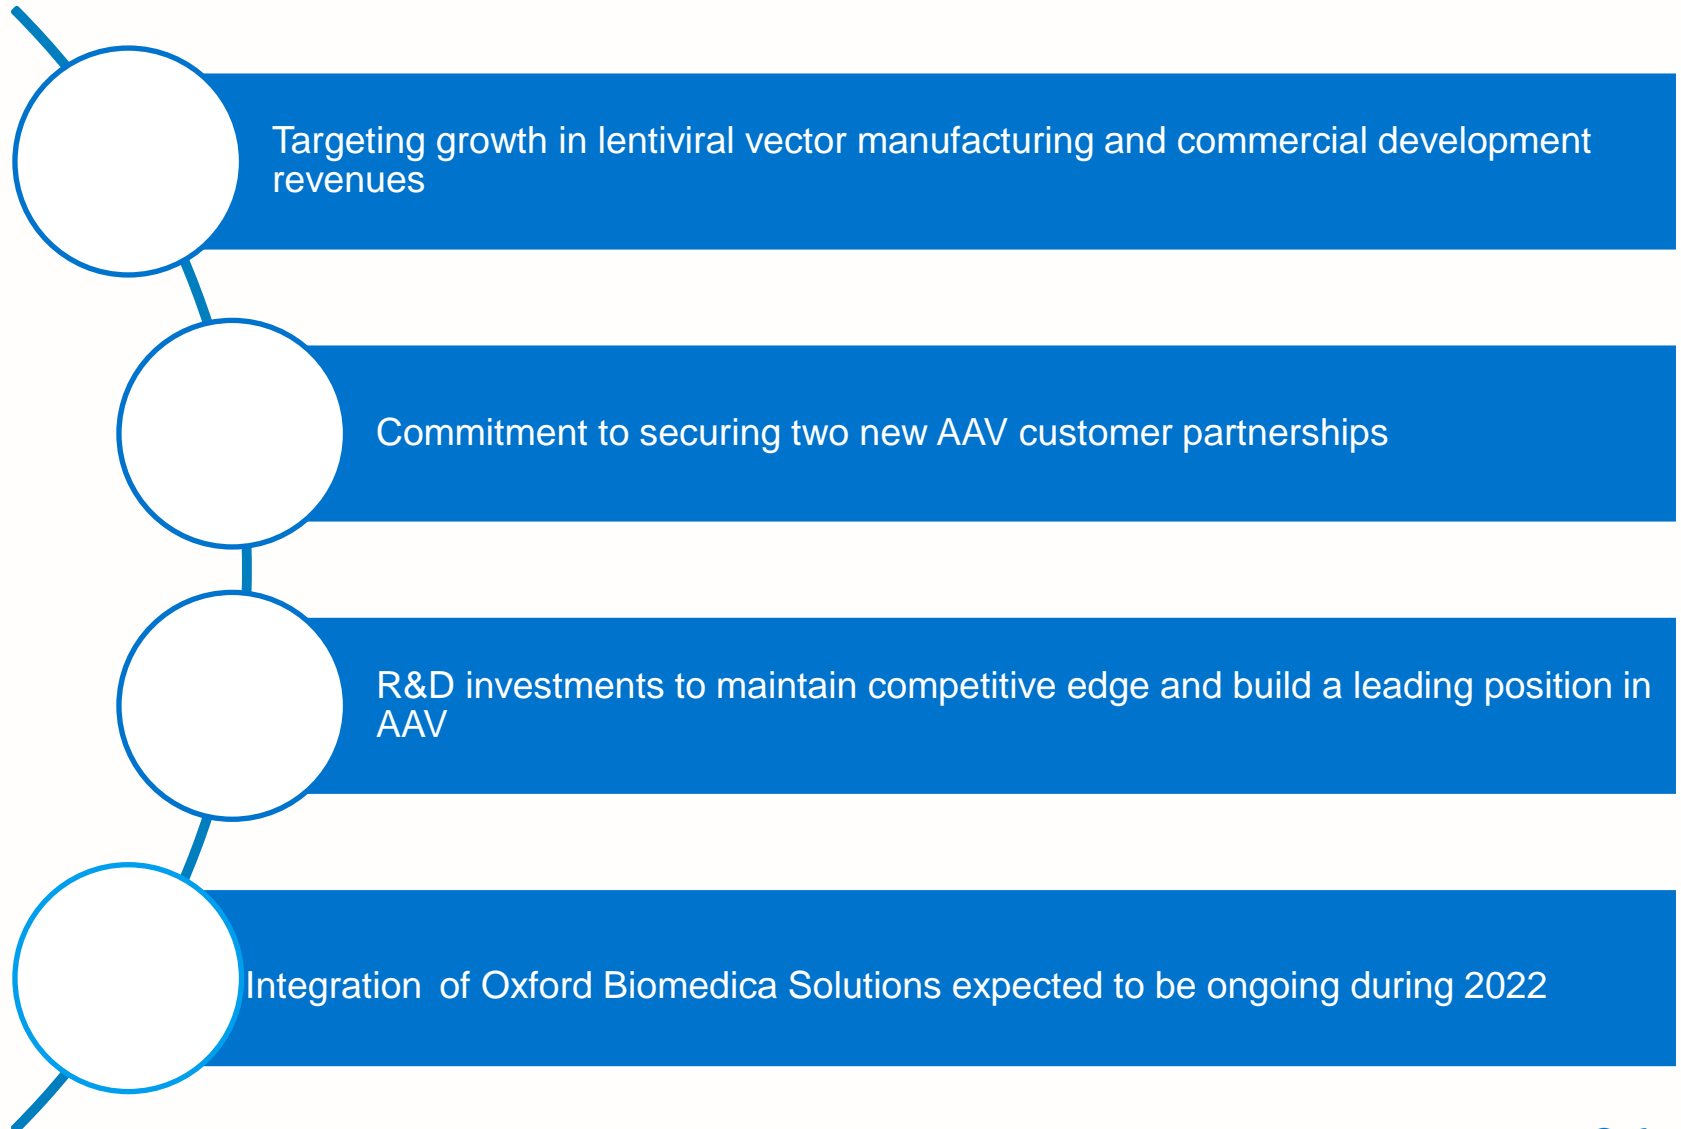 Targeting growth in lentiviral vector manufacturing and commercial development
revenues
Commitment to securing two new AAV customer partnerships
R&D investments to maintain competitive edge and build a leading position in
AAV
Integration of Oxford Biomedica Solutions expected to be ongoing during 2022